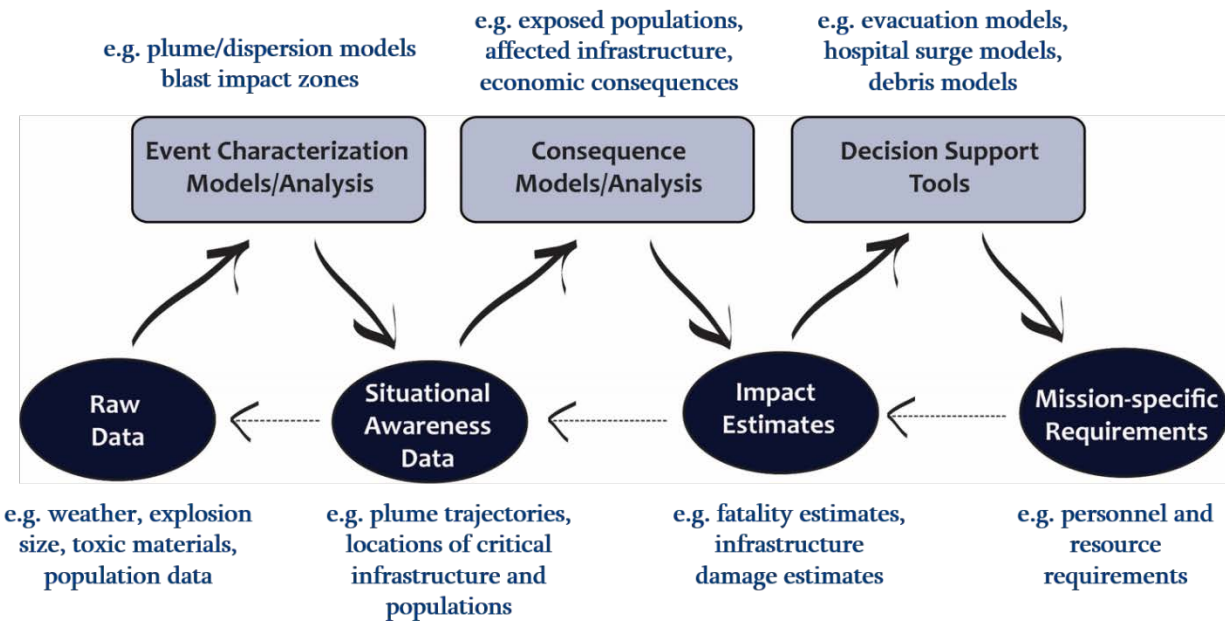 e.g. plume/dispersion models
blast impact zones
e.g. exposed populations,
affected infrastructure,
economic consequences
e.g. evacuation models,
hospital surge models,
debris models
Event Characterization
Models/Analysis
Consequence
Models/Analysis
Decision Support
Tools
Raw
Data
Situational
Awareness
Data
Impact
Estimates
Mission-specific
Requirements
e.g. weather, explosion
size, toxic materials,
population data
e.g. plume trajectories,
locations of critical
infrastructure and
populations
e.g. fatality estimates,
infrastructure
damage estimates
e.g. personnel and
resource
requirements